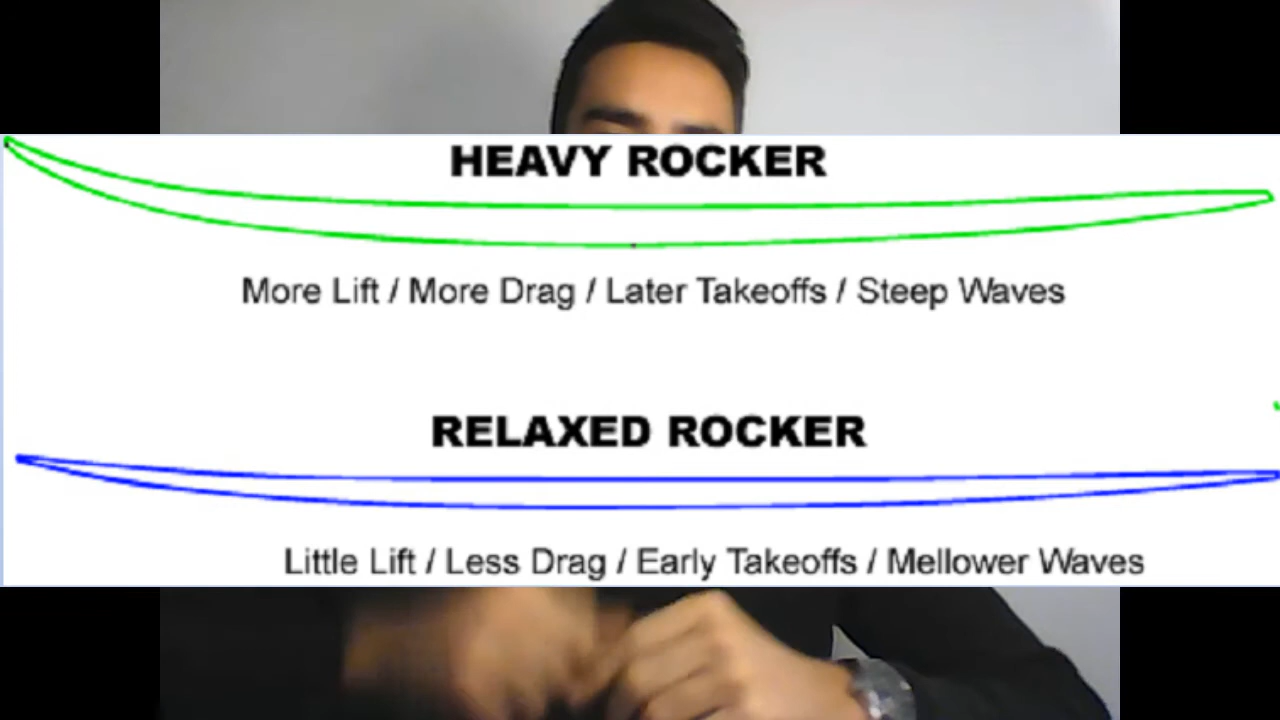 HEAVY ROCKER
More Lift / More Drag / Later Takeoffs / Steep Waves
RELAXED ROCKER
Little Lift / Less Drag / Early Takeoffs / Mellower Waves